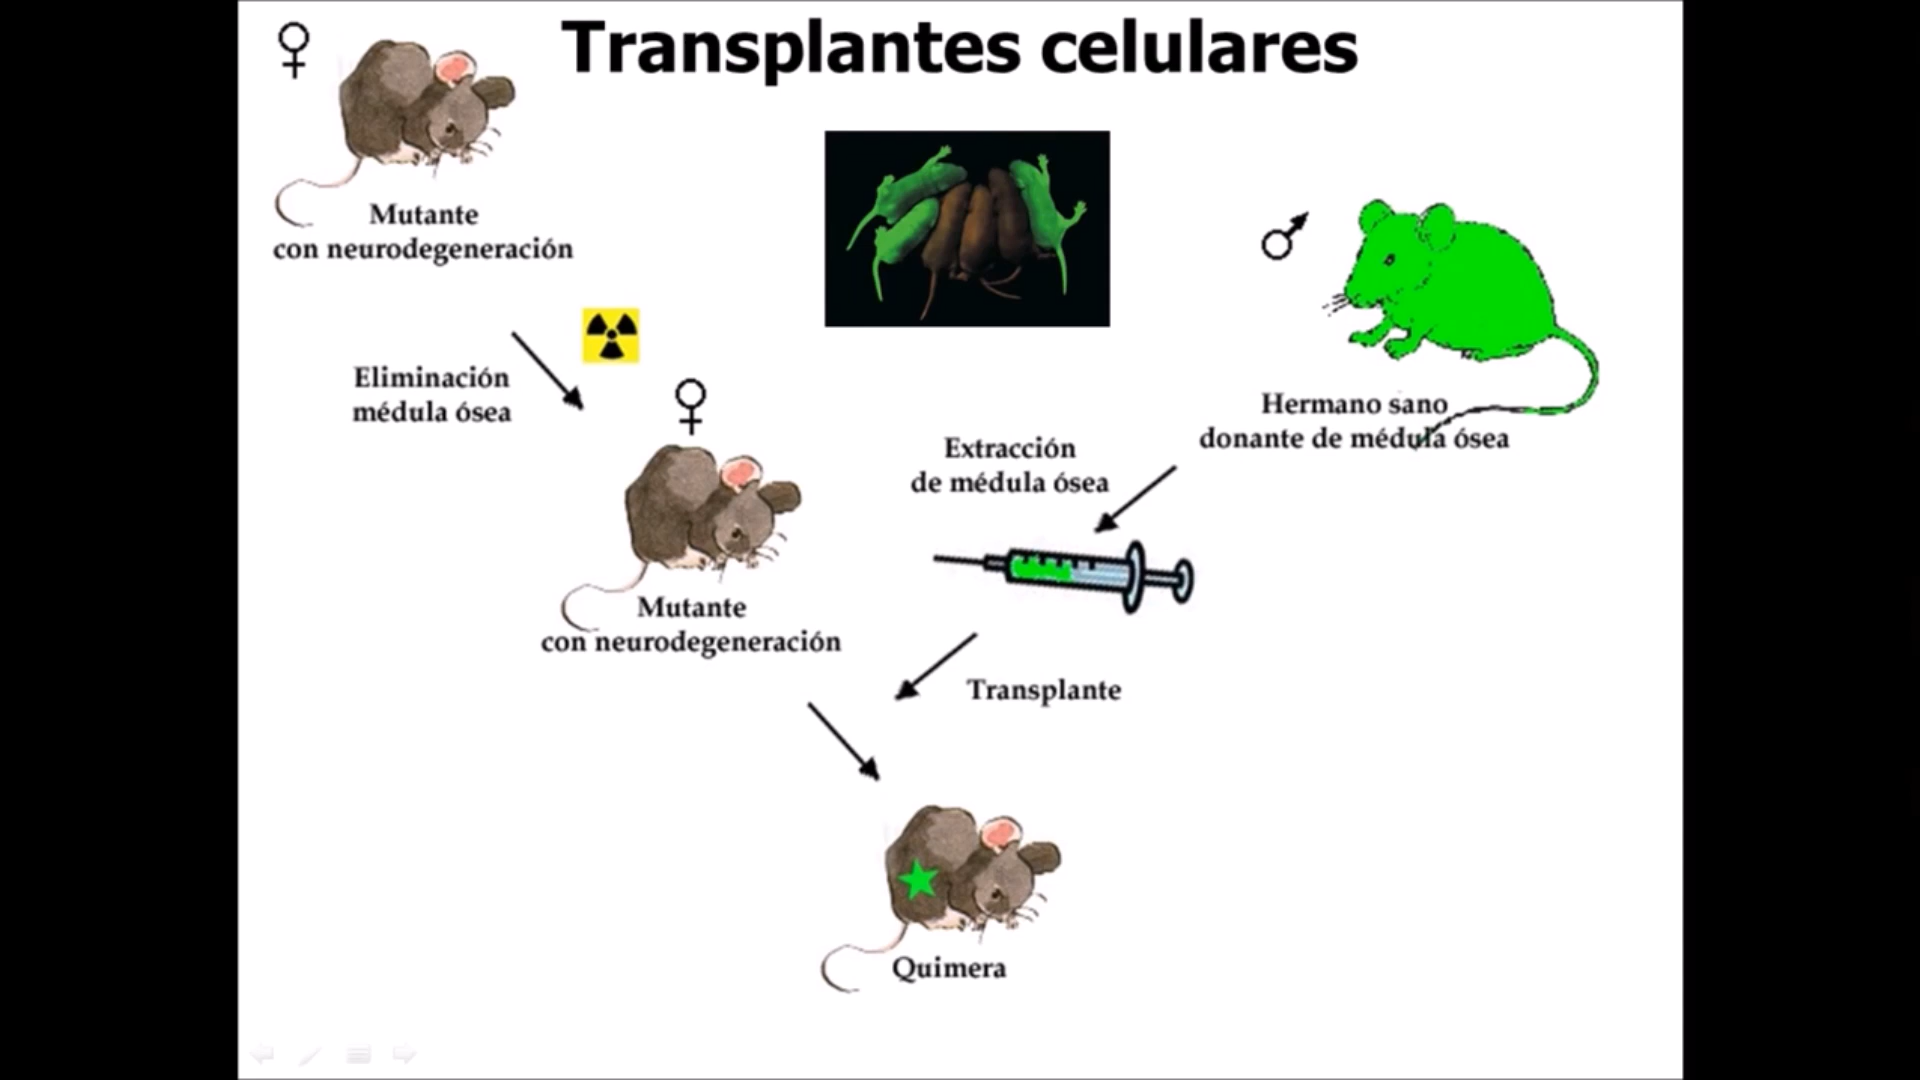 Transplantes celulares
Mutante
con neurodegeneración
Eliminación
médula ósea
Hermano sano
donante de médula ósea
Extracción
de médula ósea
Mutante
con neurodegeneración
Transplante
Quimera